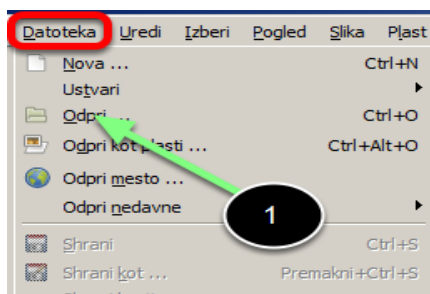 Datoteka Uredi Izberi Pogled Slika Plast
Nova ... Ctrl+N
Ustvari
Odpri ... Ctrl+O
Odpri kot plasti ... Ctrl+Alt+O
Odpri mesto ...
Odpri nedavne
1
Shrani Ctrl+S
Shrani kot ... Premakni+Ctrl+S